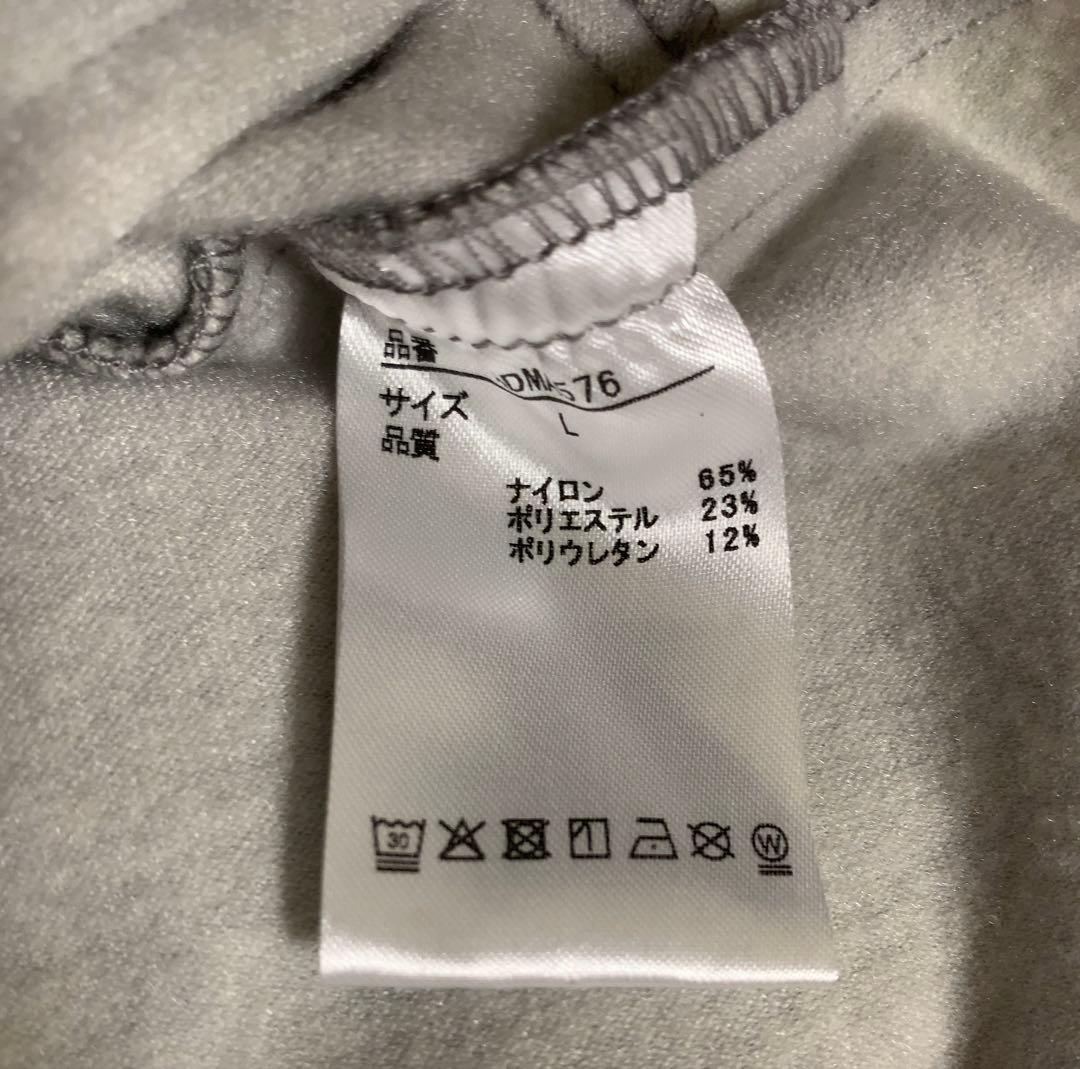 品番
DMA576
サイズ L
品質
ナイロン 65%
ポリエステル 23%
ポリウレタン 12%
30 W